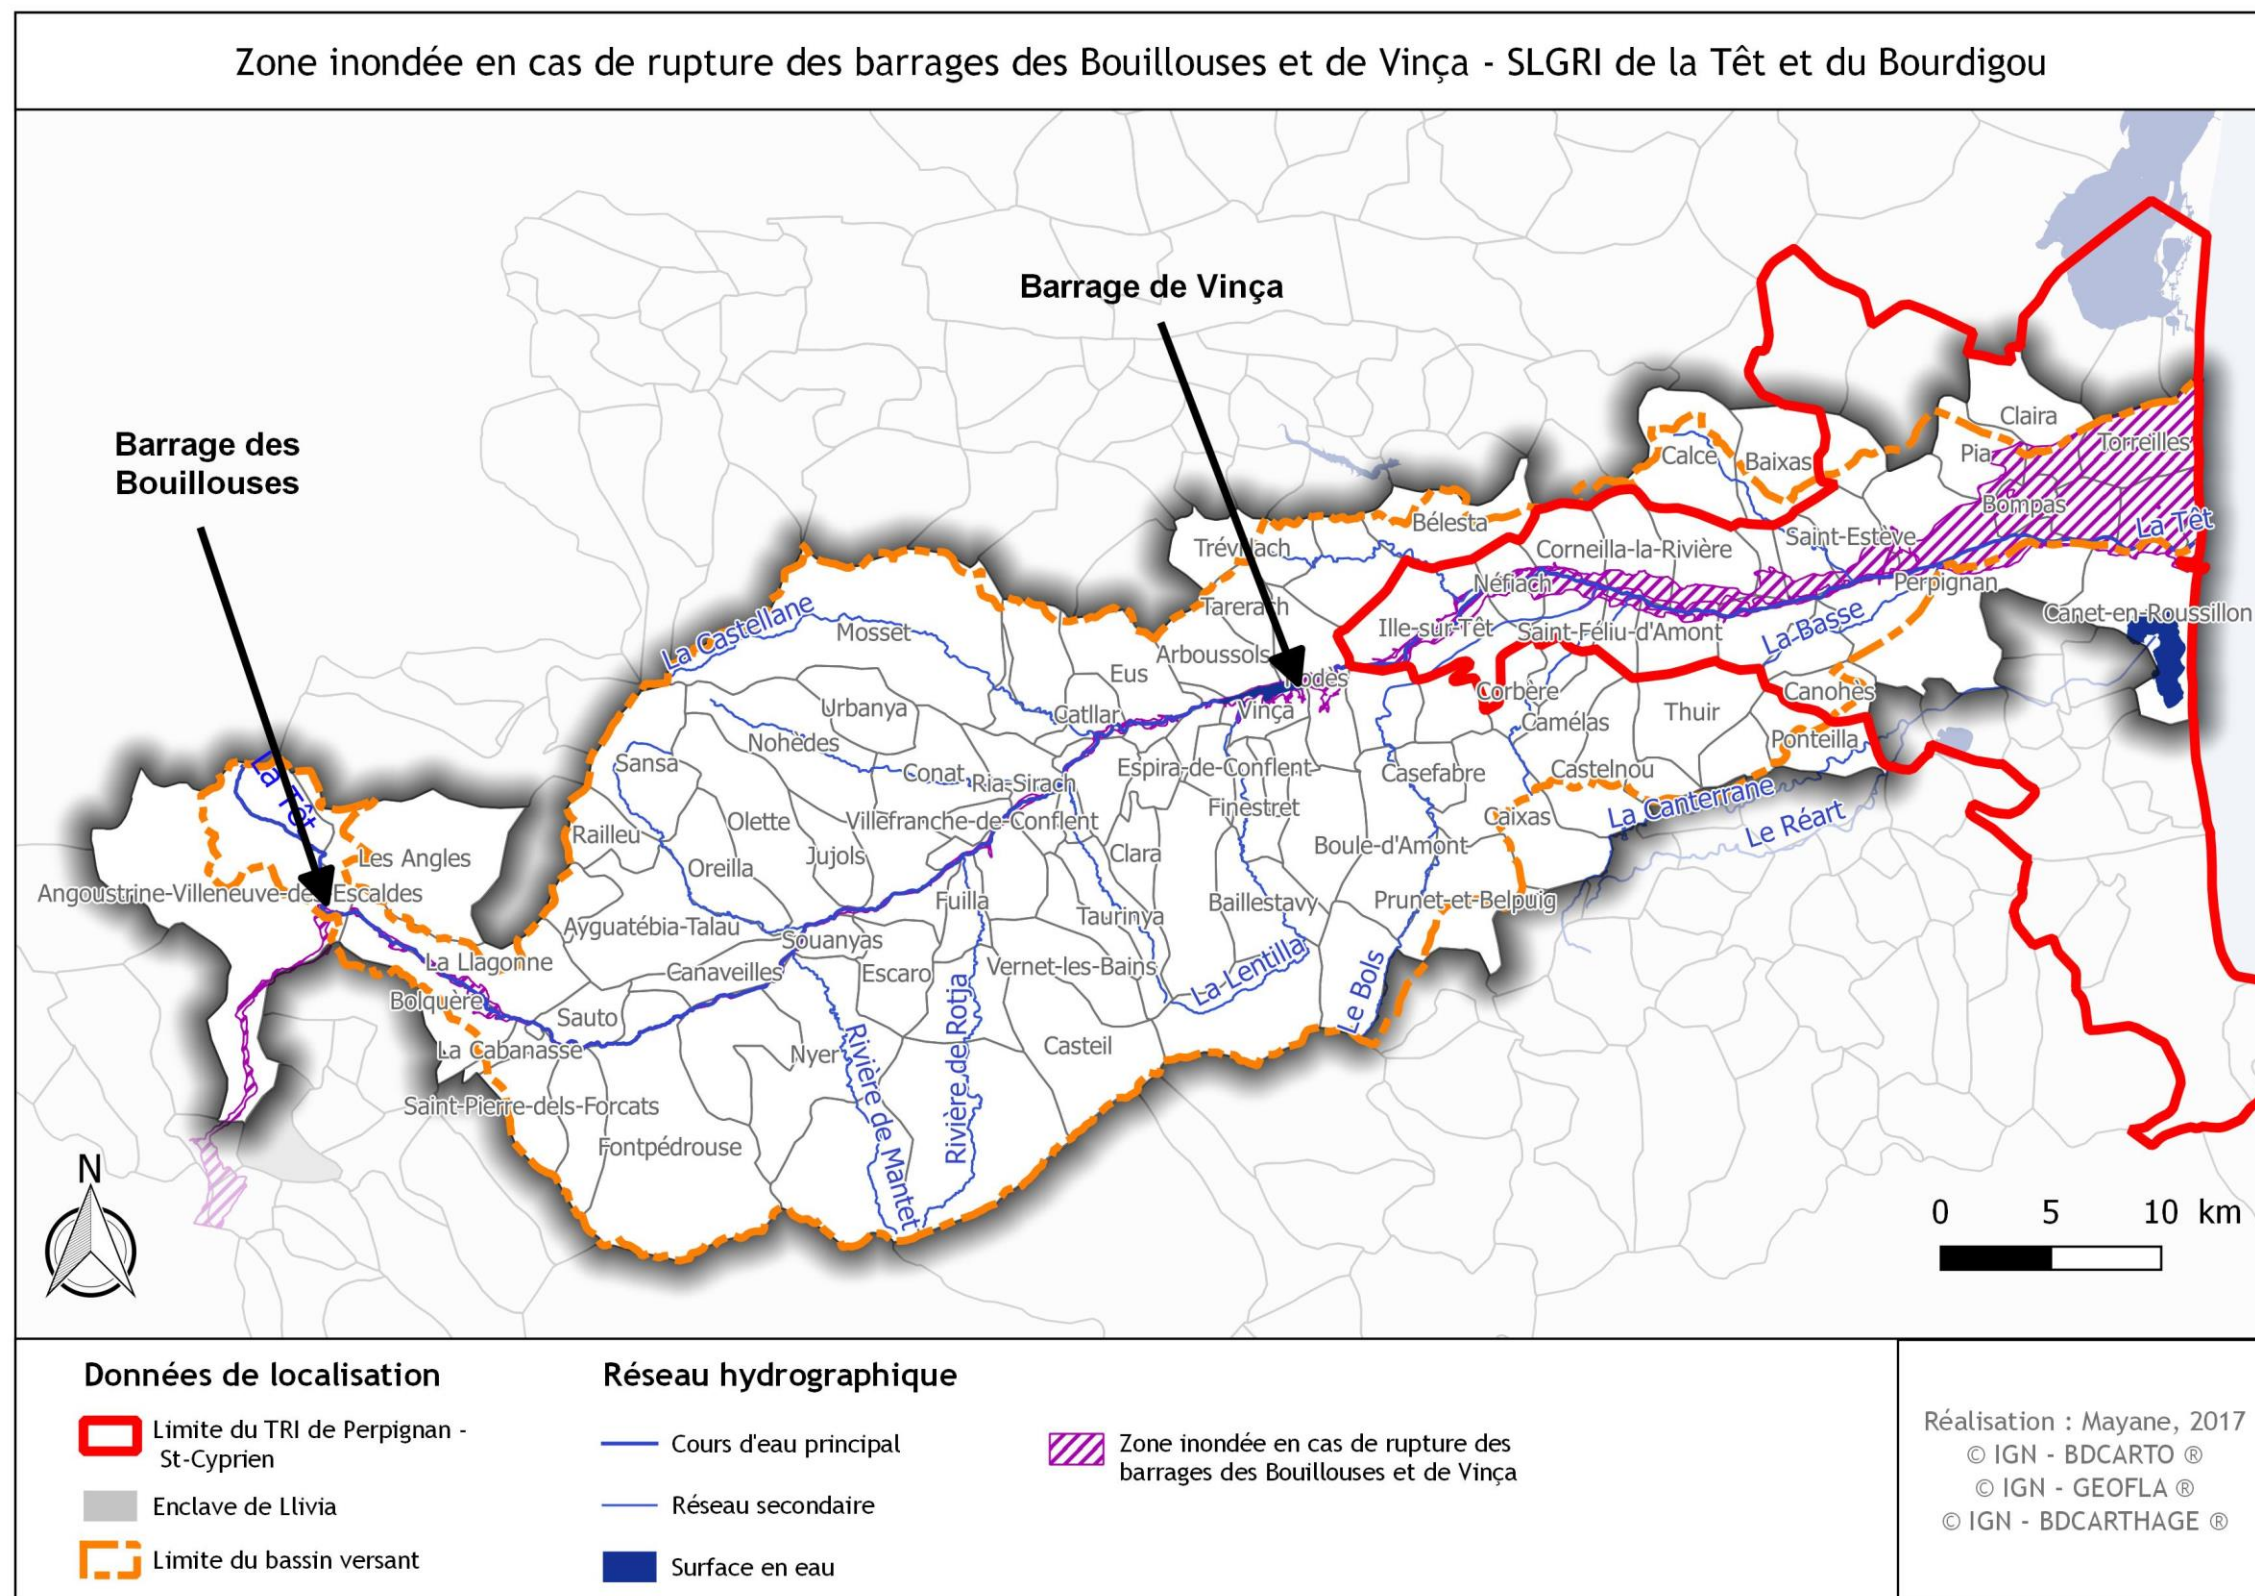 Zone inondée en cas de rupture des barrages des Bouillouses et de Vinça - SLGRI de la Têt et du Bourdigou
Barrage de Vinça
Barrage des
Bouillouses
Claira
Pia
Torreilles
Calce
Baixas
Bompas
La Têt
Bélesta
Saint-Estève
Trévillach
Corneilla-la-Rivière
Néfiach
Perpignan
Tarerach
Canet-en-Roussillon
La Castellane
Mosset
Ille-sur-Têt
Saint-Féliu-d'Amont
La Basse
Arboussols
Eus
Rodès
Corbère
Canohès
Urbanya
Catllar
Vinça
Camélas
Thuir
Nohèdes
Ponteilla
Sansa
Conat
Ria-Sirach
Espira-de-Conflent
Casefabre
Castelnou
La Têt
Finestret
La Canterrane
Olette
Villefranche-de-Conflent
Caixas
Le Réart
Railleu
Jujols
Clara
Boule-d'Amont
Les Angles
Oreilla
Angoustrine-Villeneuve-des-Escaldes
Fuilla
Baillestavy
Prunet-et-Belpuig
Taurinya
Ayguatébia-Talau
Souanyas
La Llagonne
Canaveilles
Escaro
Vernet-les-Bains
La Lentilla
Le Bols
Bolquère
Sauto
Rivière de Rotja
La Cabanasse
Nyer
Rivière de Mantet
Casteil
Saint-Pierre-dels-Forcats
Fontpédrouse
N
0 5 10 km
Données de localisation
Limite du TRI de Perpignan -
St-Cyprien
Enclave de Llivia
Limite du bassin versant
Réseau hydrographique
Cours d'eau principal
Réseau secondaire
Surface en eau
Zone inondée en cas de rupture des
barrages des Bouillouses et de Vinça
Réalisation : Mayane, 2017
© IGN - BDCARTO ®
© IGN - GEOFLA ®
© IGN - BDCARTHAGE ®